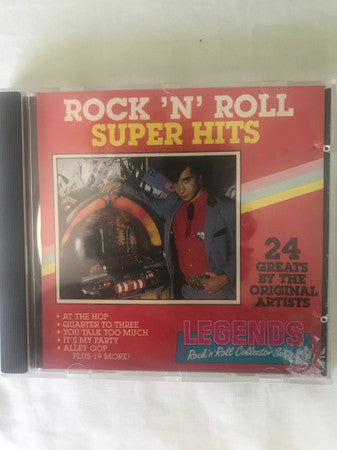 ROCK 'N' ROLL
SUPER HITS
24
GREATS
BY THE
ORIGINAL
ARTISTS
• AT THE HOP
• QUARTER TO THREE
• YOU TALK TOO MUCH
• IT S MY PARTY
• ALLEY OOP
PLUS 19 MORE!
LEGENDS
Rock 'n' Roll Collector